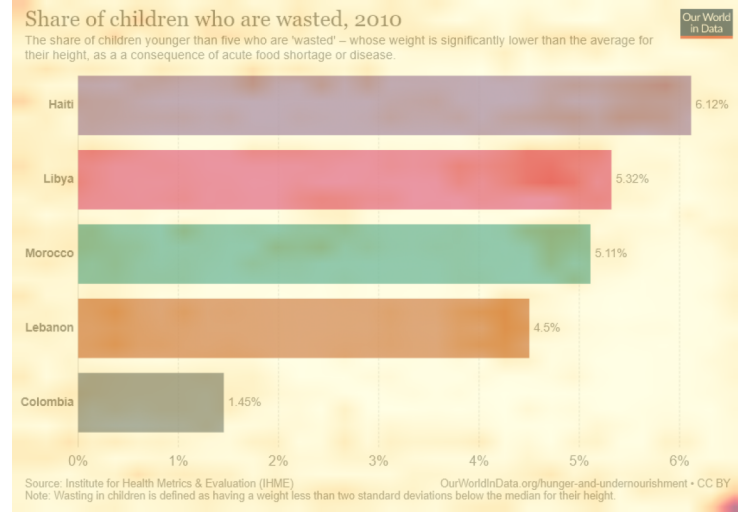 Share of children who are wasted, 2010
Our World
in Data
The share of children younger than five who are 'wasted' – whose weight is significantly lower than the average for
their height, as a a consequence of acute food shortage or disease.
Haiti
6.12%
Libya
5.32%
Morocco
5.11%
Lebanon
4.5%
Colombia
1.45%
0% 1% 2% 3% 4% 5% 6%
Source: Institute for Health Metrics & Evaluation (IHME)
OurWorldInData.org/hunger-and-undernourishment • CC BY
Note: Wasting in children is defined as having a weight less than two standard deviations below the median for their height.